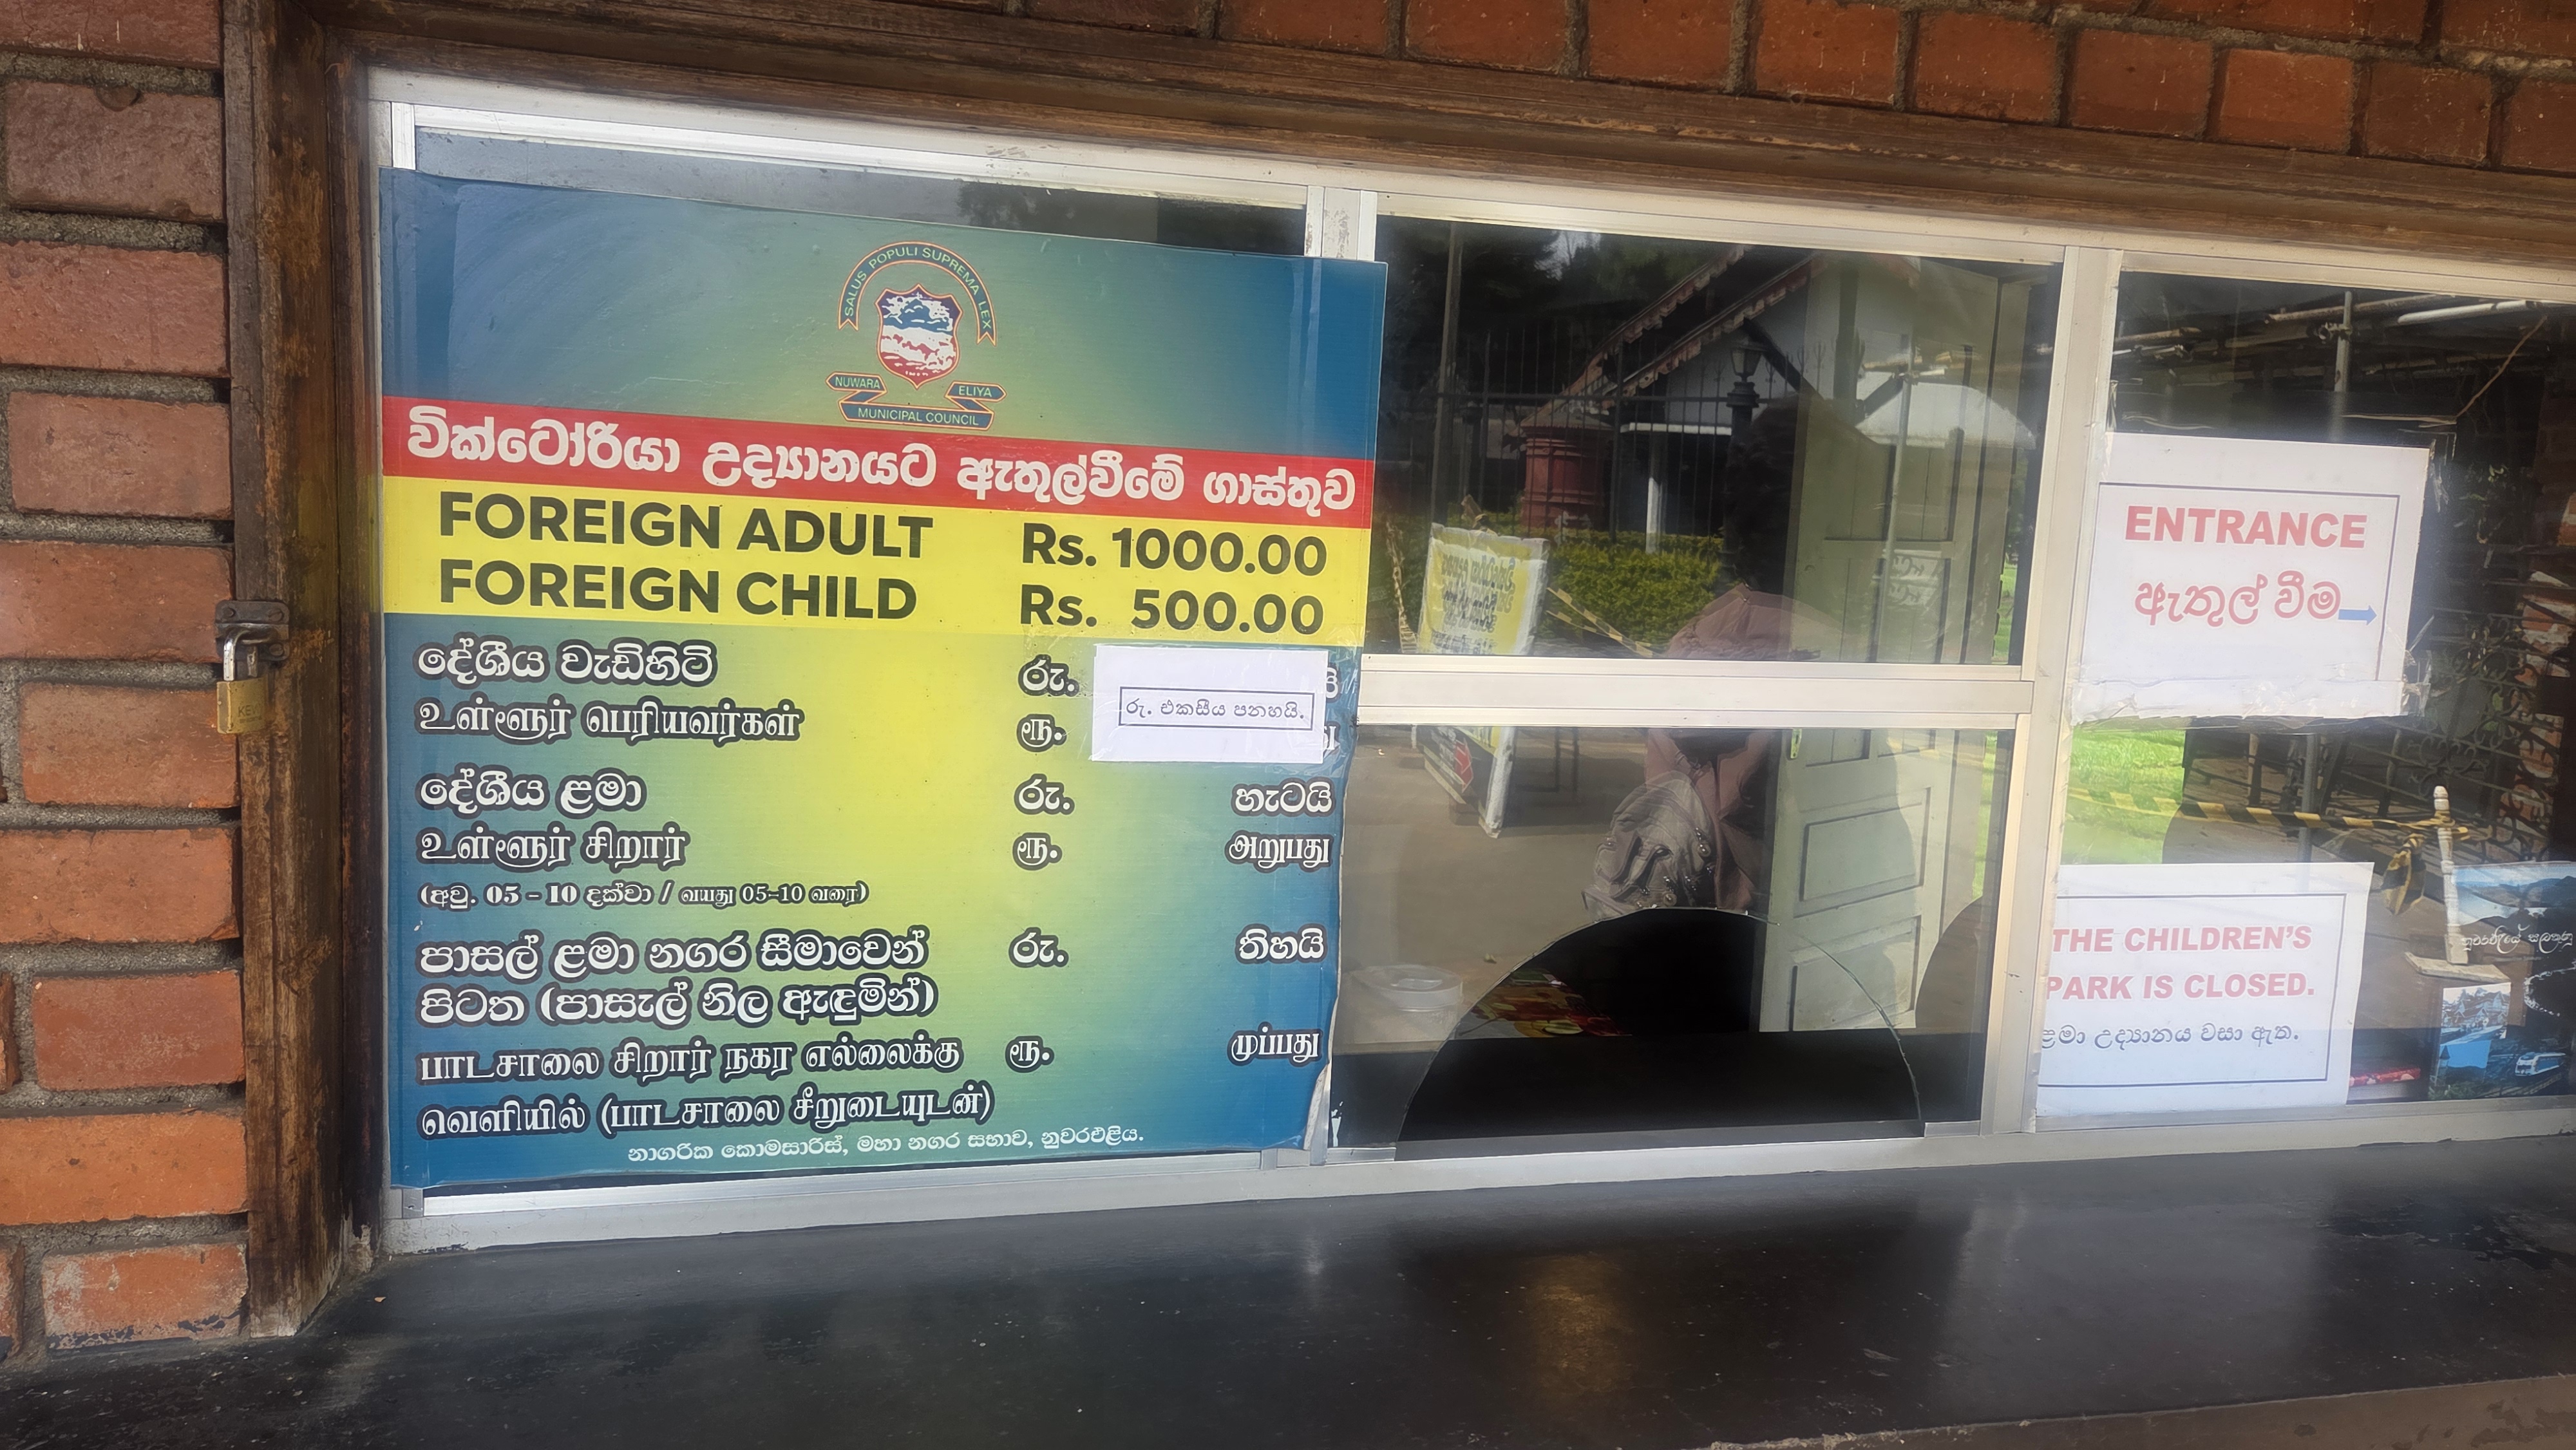 SALUS POPULI SUPREMA LEX
NUWARA ELIYA
MUNICIPAL COUNCIL
වික්ටෝරියා උද්‍යානයට ඇතුල්වීමේ ගාස්තුව
FOREIGN ADULT Rs. 1000.00
FOREIGN CHILD Rs. 500.00
දේශීය වැඩිහිටි රු.
உள்ளூர் பெரியவர்கள் ரூ.
රු. එකසීය පනහයි.
දේශීය ළමා රු. හැටයි
உள்ளூர் சிறார் ரூ. அறுபது
(අවු. 05 - 10 දක්වා / வயது 05-10 வரை)
පාසල් ළමා නගර සීමාවෙන් රු. තිහයි
පිටත (පාසැල් නිල ඇඳුමින්)
பாடசாலை சிறார் நகர எல்லைக்கு ரூ. முப்பது
வெளியில் (பாடசாலை சீறுடையுடன்)
නාගරික කොමසාරිස්, මහා නගර සභාව, නුවරඑළිය.
ENTRANCE
ඇතුල් වීම
THE CHILDREN'S
PARK IS CLOSED.
ළමා උද්‍යානය වසා ඇත.